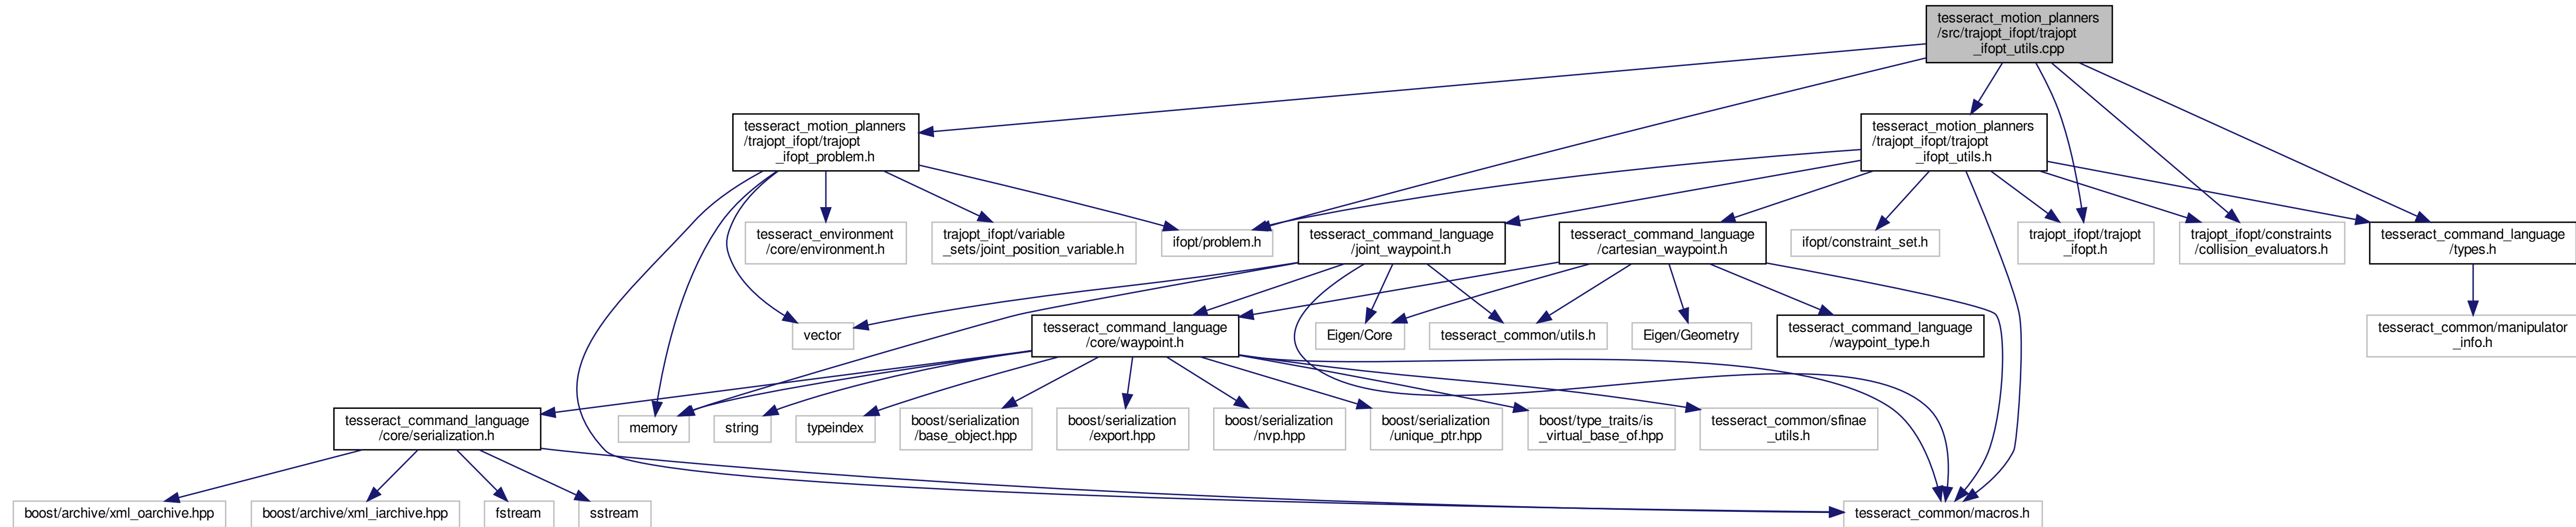 tesseract_motion_planners
/src/trajopt_ifopt/trajopt
_ifopt_utils.cpp
tesseract_motion_planners
/trajopt_ifopt/trajopt
_ifopt_problem.h
tesseract_motion_planners
/trajopt_ifopt/trajopt
_ifopt_utils.h
tesseract_environment
/core/environment.h
trajopt_ifopt/variable
_sets/joint_position_variable.h
ifopt/problem.h
tesseract_command_language
/joint_waypoint.h
tesseract_command_language
/cartesian_waypoint.h
ifopt/constraint_set.h
trajopt_ifopt/trajopt
_ifopt.h
trajopt_ifopt/constraints
/collision_evaluators.h
tesseract_command_language
/types.h
vector
tesseract_command_language
/core/waypoint.h
Eigen/Core
tesseract_common/utils.h
Eigen/Geometry
tesseract_command_language
/waypoint_type.h
tesseract_common/manipulator
_info.h
tesseract_command_language
/core/serialization.h
memory
string
typeindex
boost/serialization
/base_object.hpp
boost/serialization
/export.hpp
boost/serialization
/nvp.hpp
boost/serialization
/unique_ptr.hpp
boost/type_traits/is
_virtual_base_of.hpp
tesseract_common/sfinae
_utils.h
boost/archive/xml_oarchive.hpp
boost/archive/xml_iarchive.hpp
fstream
sstream
tesseract_common/macros.h